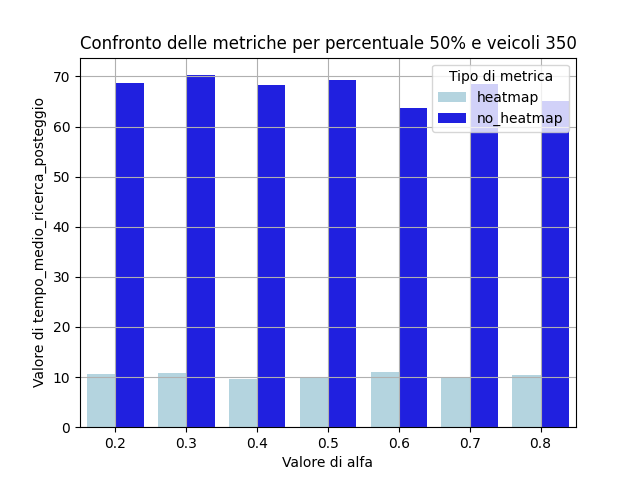 Confronto delle metriche per percentuale 50% e veicoli 350
Valore di tempo_medio_ricerca_posteggio
70
60
50
40
30
20
10
0
Tipo di metrica
heatmap
no_heatmap
0.2 0.3 0.4 0.5 0.6 0.7 0.8
Valore di alfa